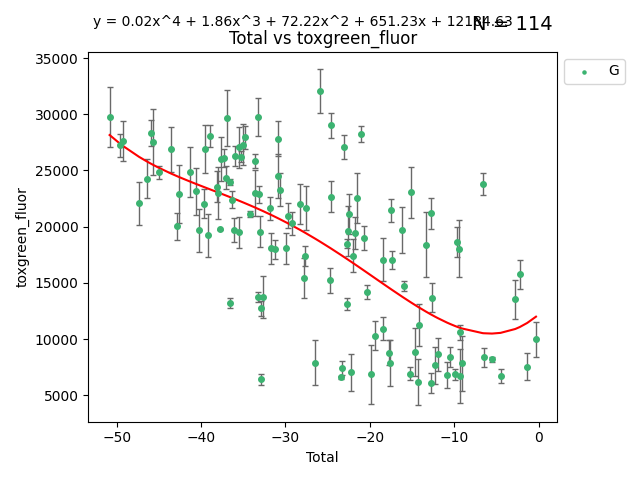 y = 0.02x^4 + 1.86x^3 + 72.22x^2 + 651.23x +
N = 114
Total vs toxgreen_fluor
G
35000
30000
25000
20000
15000
10000
5000
toxgreen_fluor
−50
−40
−30
−20
−10
0
Total